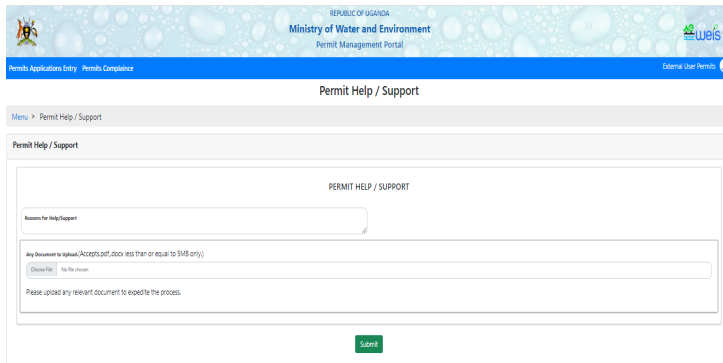 REPUBLIC OF UGANDA
Ministry of Water and Environment
Permit Management Portal
weis
Permits Applications Entry Permits Complaince
External User Permits
Permit Help / Support
Menu > Permit Help / Support
Permit Help / Support
PERMIT HELP / SUPPORT
Reasons for Help/Support
Any Document to Upload.(Accepts.pdf,.docx less than or equal to 5MB only.)
Choose File No file chosen
Please upload any relevant document to expedite the process.
Submit